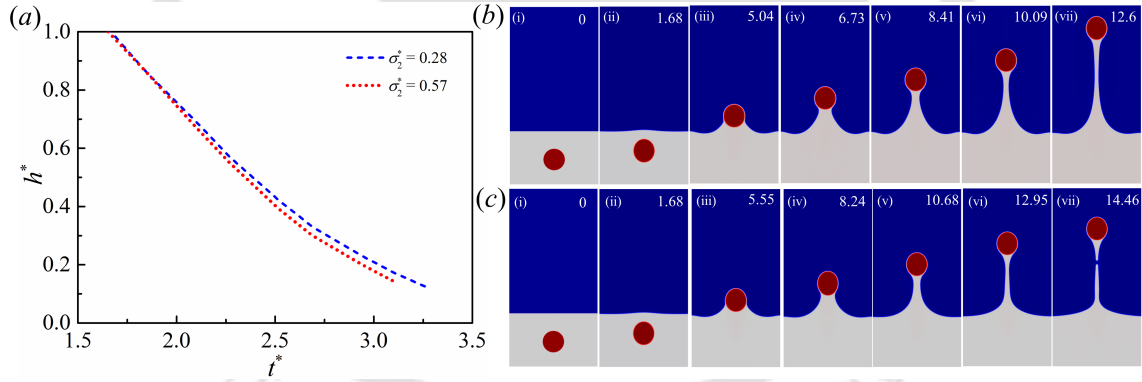 (a)
h*
1.0
0.8
0.6
0.4
0.2
0.0
1.5 2.0 2.5 3.0 3.5
t*
σ₂* = 0.28
σ₂* = 0.57
(b)
(i) 0 (ii) 1.68 (iii) 5.04 (iv) 6.73 (v) 8.41 (vi) 10.09 (vii) 12.6
(c)
(i) 0 (ii) 1.68 (iii) 5.55 (iv) 8.24 (v) 10.68 (vi) 12.95 (vii) 14.46